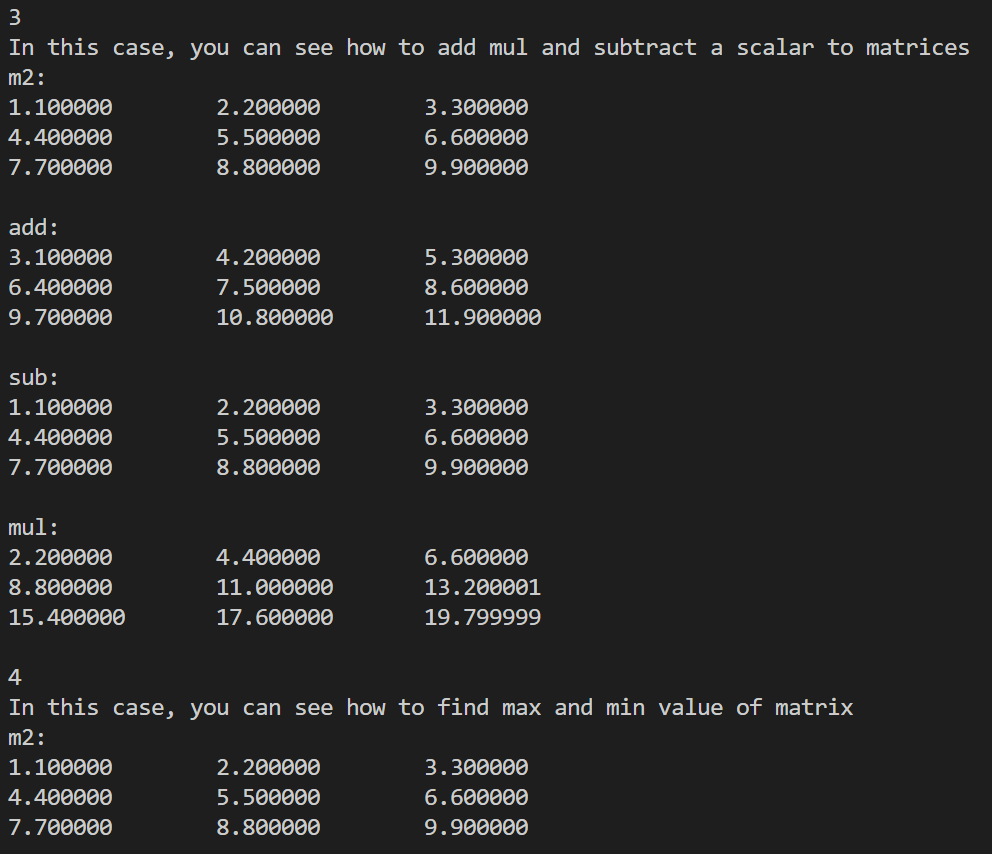 3
In this case, you can see how to add mul and subtract a scalar to matrices
m2:
1.100000 2.200000 3.300000
4.400000 5.500000 6.600000
7.700000 8.800000 9.900000
add:
3.100000 4.200000 5.300000
6.400000 7.500000 8.600000
9.700000 10.800000 11.900000
sub:
1.100000 2.200000 3.300000
4.400000 5.500000 6.600000
7.700000 8.800000 9.900000
mul:
2.200000 4.400000 6.600000
8.800000 11.000000 13.200001
15.400000 17.600000 19.799999
4
In this case, you can see how to find max and min value of matrix
m2:
1.100000 2.200000 3.300000
4.400000 5.500000 6.600000
7.700000 8.800000 9.900000